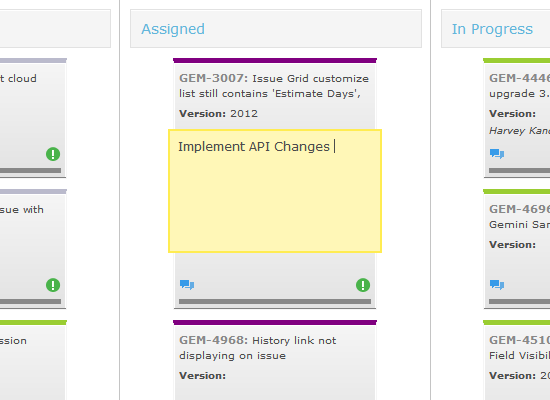 Assigned
In Progress
t cloud
sue with
ssion
GEM-3007: Issue Grid customize
list still contains 'Estimate Days',
Version: 2012
Implement API Changes
GEM-4968: History link not
displaying on issue
Version:
GEM-4446
upgrade 3.
Version:
Harvey Kand
GEM-4696
Gemini San
Version:
GEM-4510
Field Visibil
Version: 20